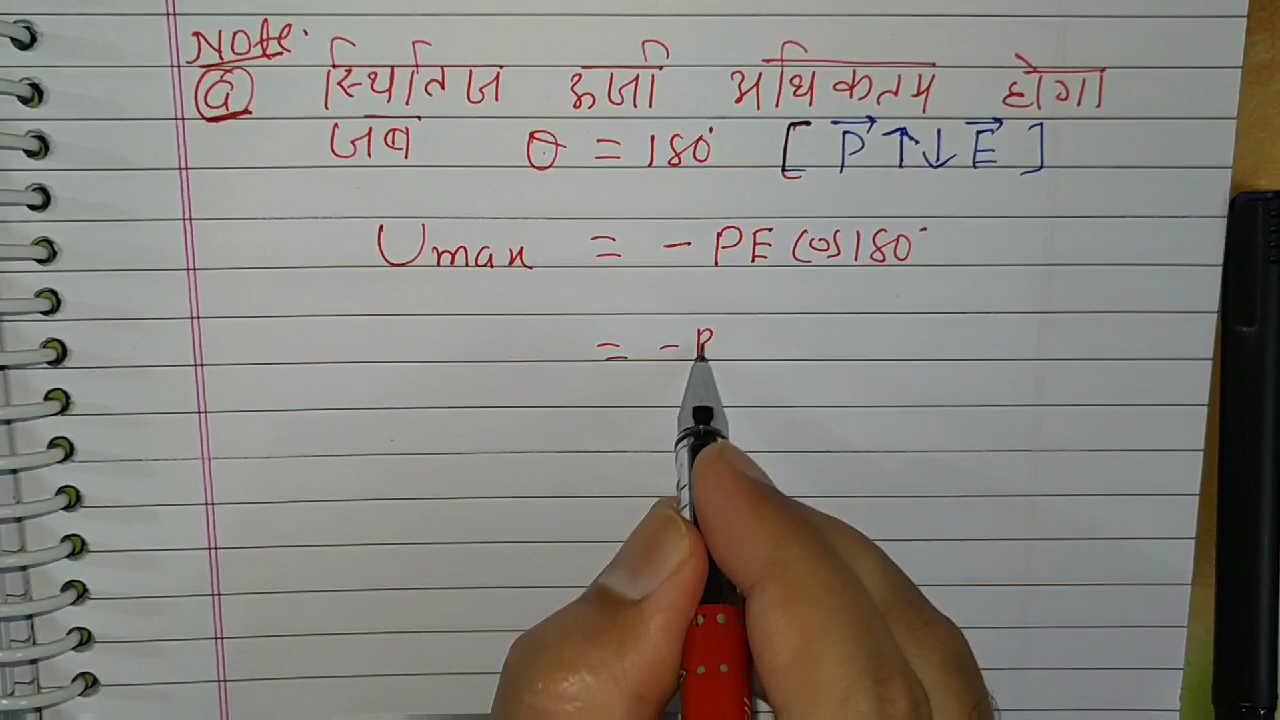 Note:
(a) स्थितिज ऊर्जा अधिकतम होगा
जब θ = 180° [ P⃗ ↑↓ E⃗ ]
Umax = - PE Cos180°
= - P